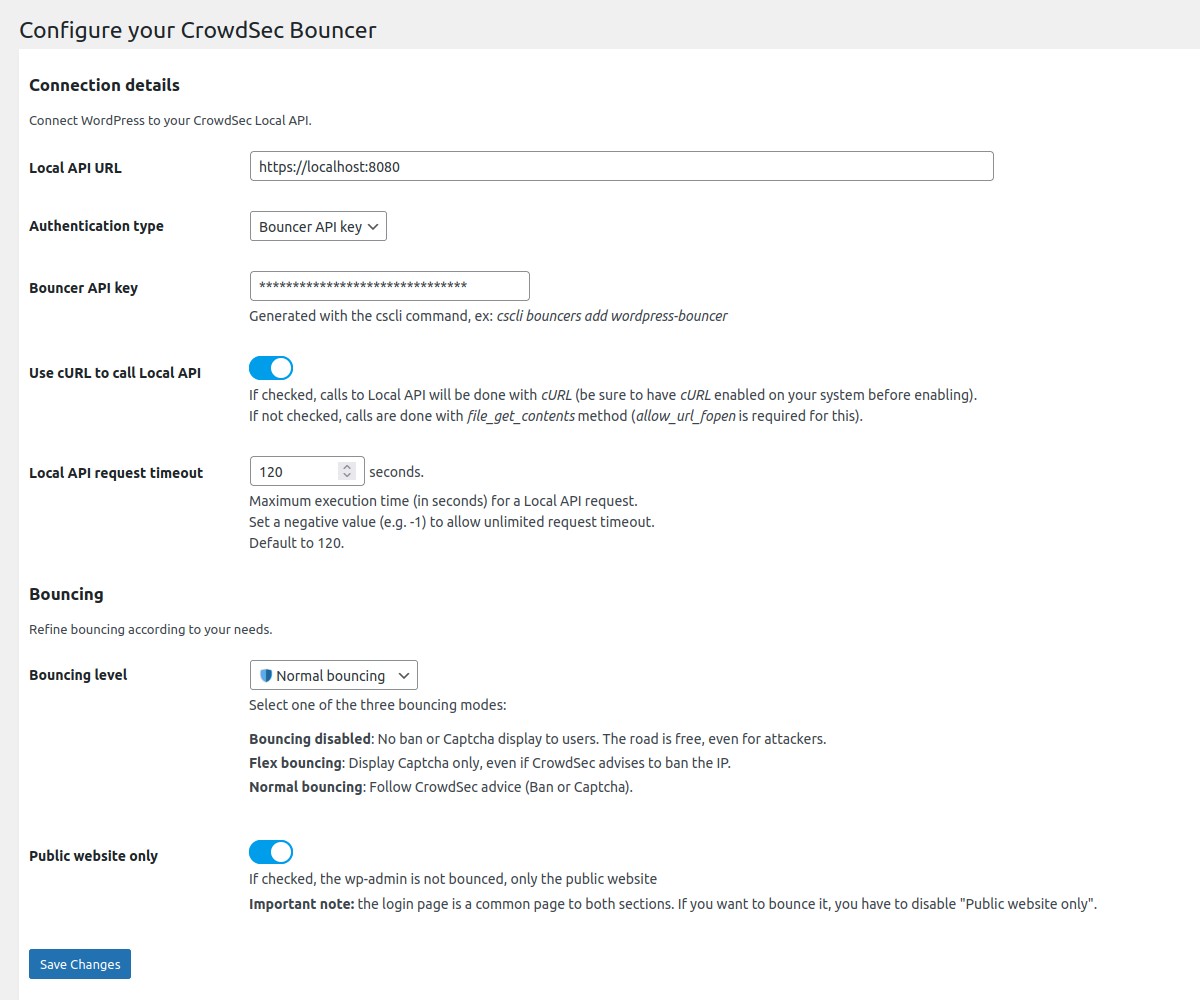 Configure your CrowdSec Bouncer
Connection details
Connect WordPress to your CrowdSec Local API.
Local API URL
https://localhost:8080
Authentication type
Bouncer API key
Bouncer API key
*******************************
Generated with the cscli command, ex: cscli bouncers add wordpress-bouncer
Use cURL to call Local API
If checked, calls to Local API will be done with cURL (be sure to have cURL enabled on your system before enabling).
If not checked, calls are done with file_get_contents method (allow_url_fopen is required for this).
Local API request timeout
120 seconds.
Maximum execution time (in seconds) for a Local API request.
Set a negative value (e.g. -1) to allow unlimited request timeout.
Default to 120.
Bouncing
Refine bouncing according to your needs.
Bouncing level
Normal bouncing
Select one of the three bouncing modes:
Bouncing disabled: No ban or Captcha display to users. The road is free, even for attackers.
Flex bouncing: Display Captcha only, even if CrowdSec advises to ban the IP.
Normal bouncing: Follow CrowdSec advice (Ban or Captcha).
Public website only
If checked, the wp-admin is not bounced, only the public website
Important note: the login page is a common page to both sections. If you want to bounce it, you have to disable "Public website only".
Save Changes